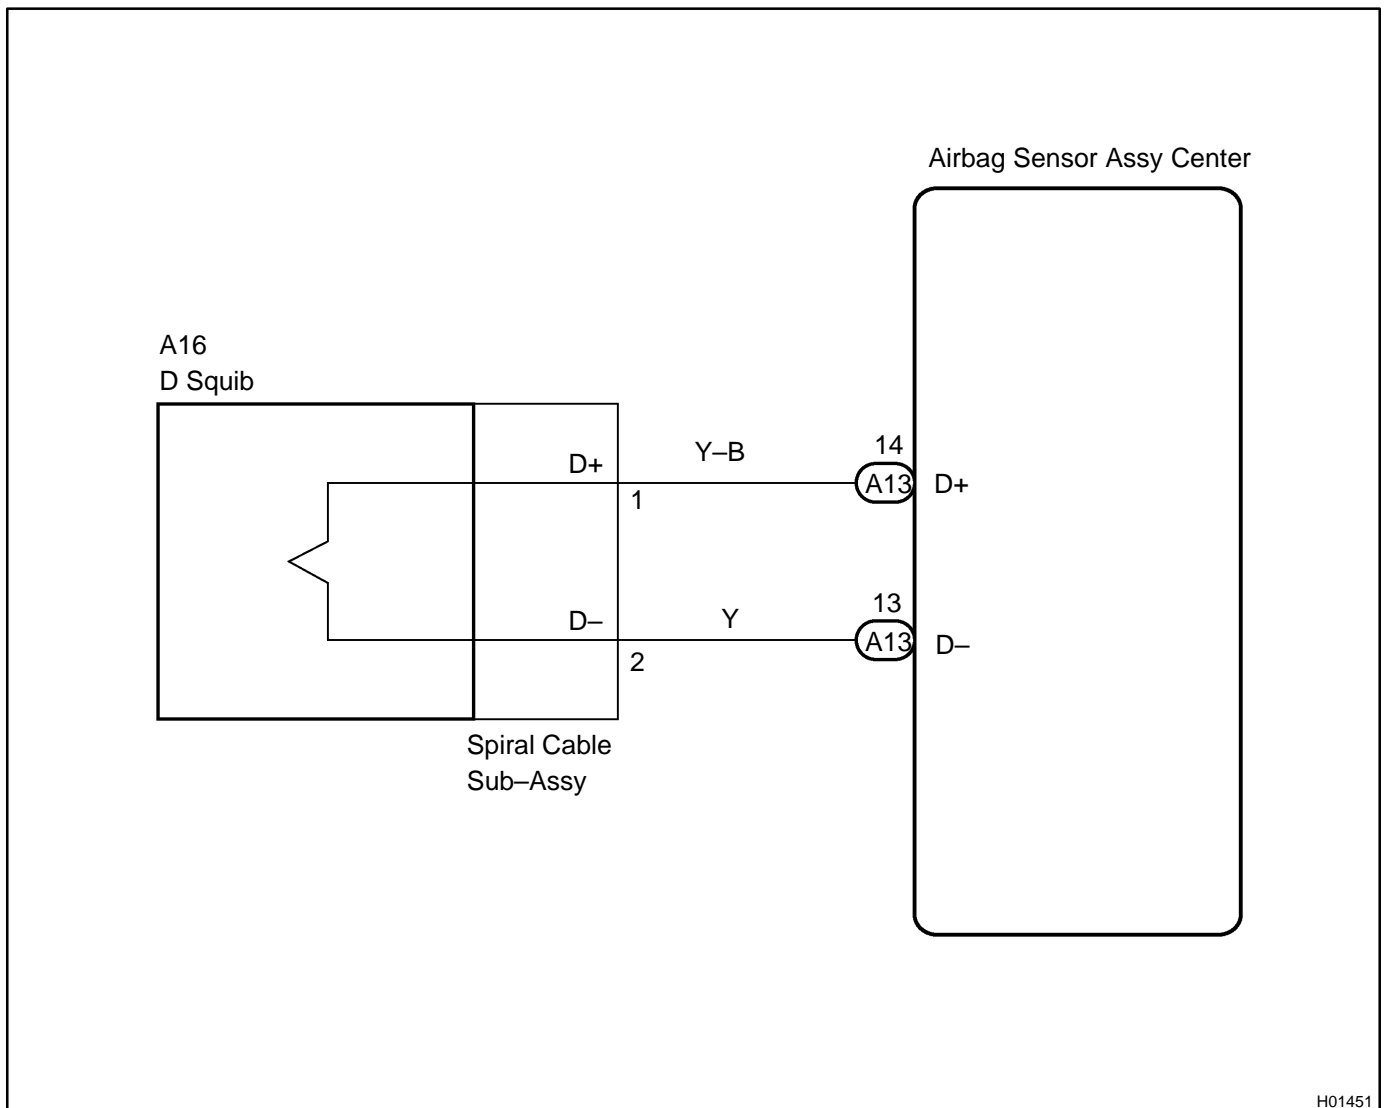 Airbag Sensor Assy Center
A16
D Squib
D+
1
Y–B
14
A13
D+
D–
2
Y
13
A13
D–
Spiral Cable
Sub–Assy
H01451